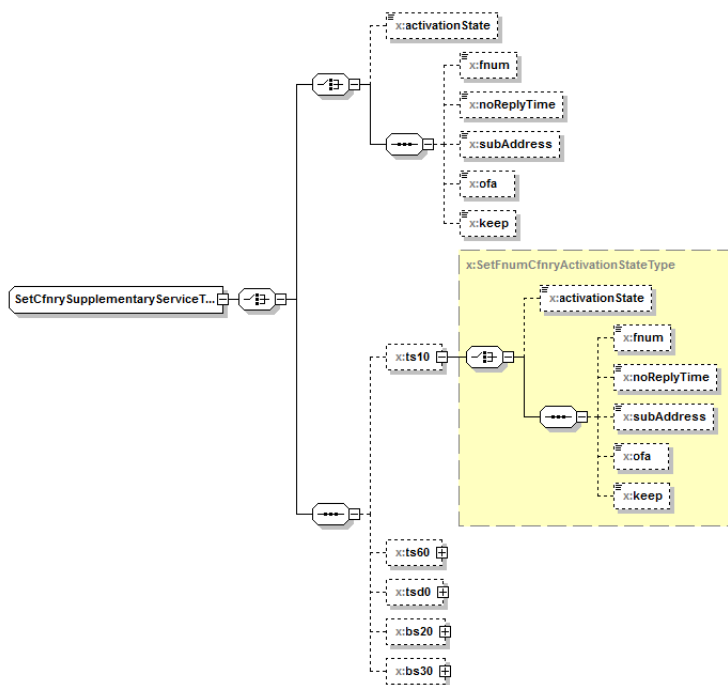 x:activationState
x:fnum
x:noReplyTime
x:subAddress
x:ofa
x:keep
x:SetFnumCfnryActivationStateType
SetCfnrySupplementaryServiceT...
x:activationState
x:ts10
x:fnum
x:noReplyTime
x:subAddress
x:ofa
x:keep
x:ts60
x:tsd0
x:bs20
x:bs30